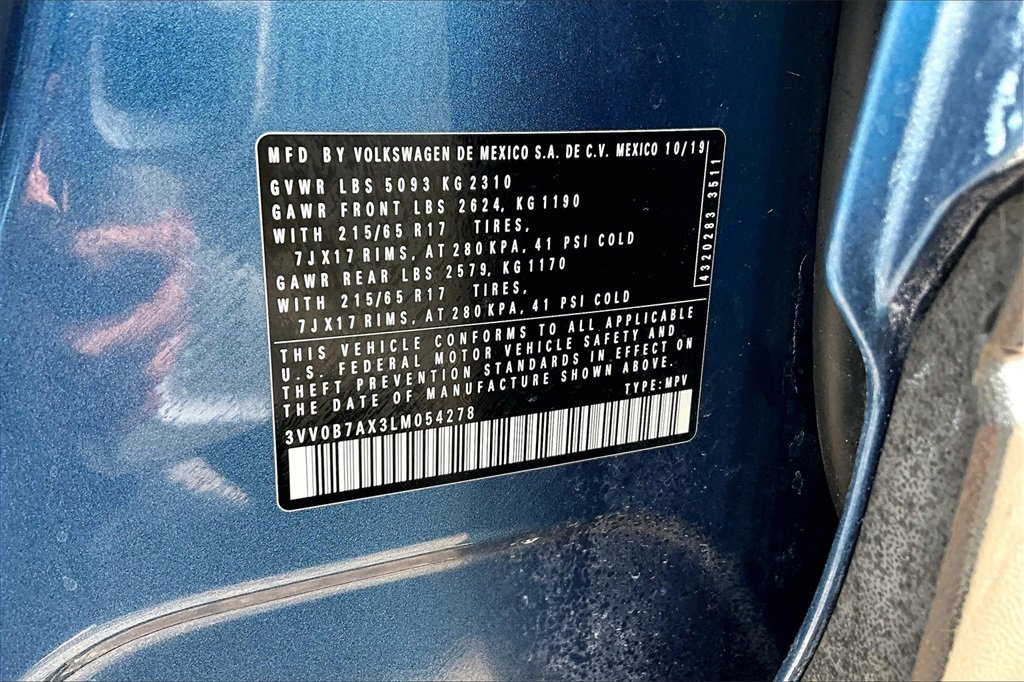 MFD BY VOLKSWAGEN DE MEXICO S.A. DE C.V. MEXICO 10/19
GVWR LBS 5093 KG 2310
GAWR FRONT LBS 2624, KG 1190
WITH 215/65 R17 TIRES,
7JX17 RIMS, AT 280 KPA, 41 PSI COLD
GAWR REAR LBS 2579, KG 1170
WITH 215/65 R17 TIRES,
7JX17 RIMS, AT 280 KPA, 41 PSI COLD
4320283 3511
THIS VEHICLE CONFORMS TO ALL APPLICABLE
U.S. FEDERAL MOTOR VEHICLE SAFETY AND
THEFT PREVENTION STANDARDS IN EFFECT ON
THE DATE OF MANUFACTURE SHOWN ABOVE.
TYPE: MPV
3VV0B7AX3LM054278